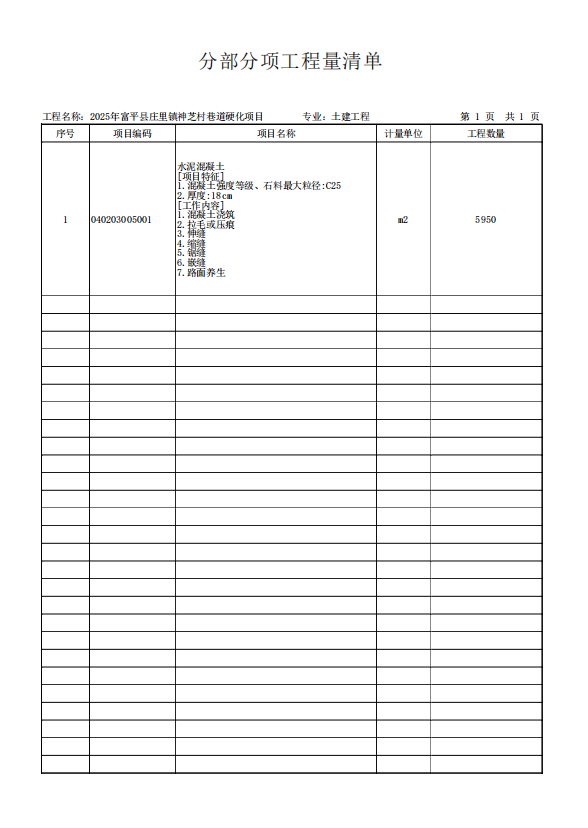 分部分项工程量清单
工程名称：2025年富平县庄里镇神芝村巷道硬化项目 专业：土建工程 第 1 页 共 1 页
序号 项目编码 项目名称 计量单位 工程数量
水泥混凝土
[项目特征]
1.混凝土强度等级、石料最大粒径:C25
2.厚度:18cm
[工作内容]
1 040203005001 1.混凝土浇筑 m2 5950
2.拉毛或压痕
3.伸缝
4.缩缝
5.锯缝
6.嵌缝
7.路面养生